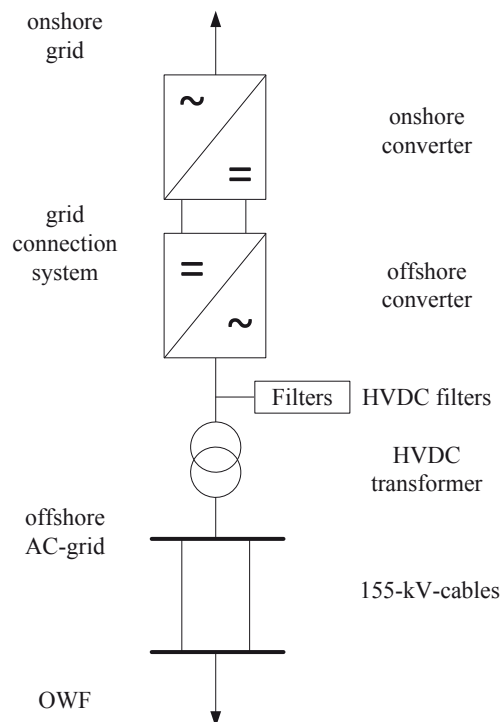 onshore
grid
~
=
onshore
converter
grid
connection
system
=
~
offshore
converter
Filters
HVDC filters
HVDC
transformer
offshore
AC-grid
155-kV-cables
OWF